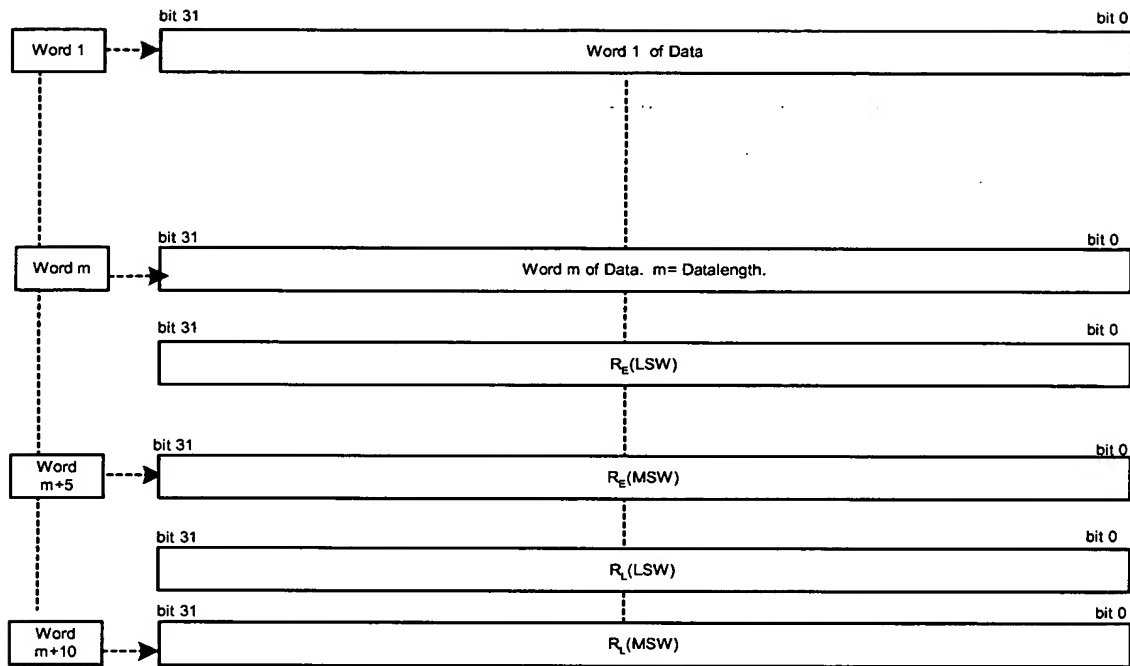 bit 31
bit 0
Word 1
Word 1 of Data
bit 31
bit 0
Word m
Word m of Data. m= Datalength.
bit 31
bit 0
R_E(LSW)
bit 31
bit 0
Word
m+5
R_E(MSW)
bit 31
bit 0
R_L(LSW)
bit 31
bit 0
Word
m+10
R_L(MSW)